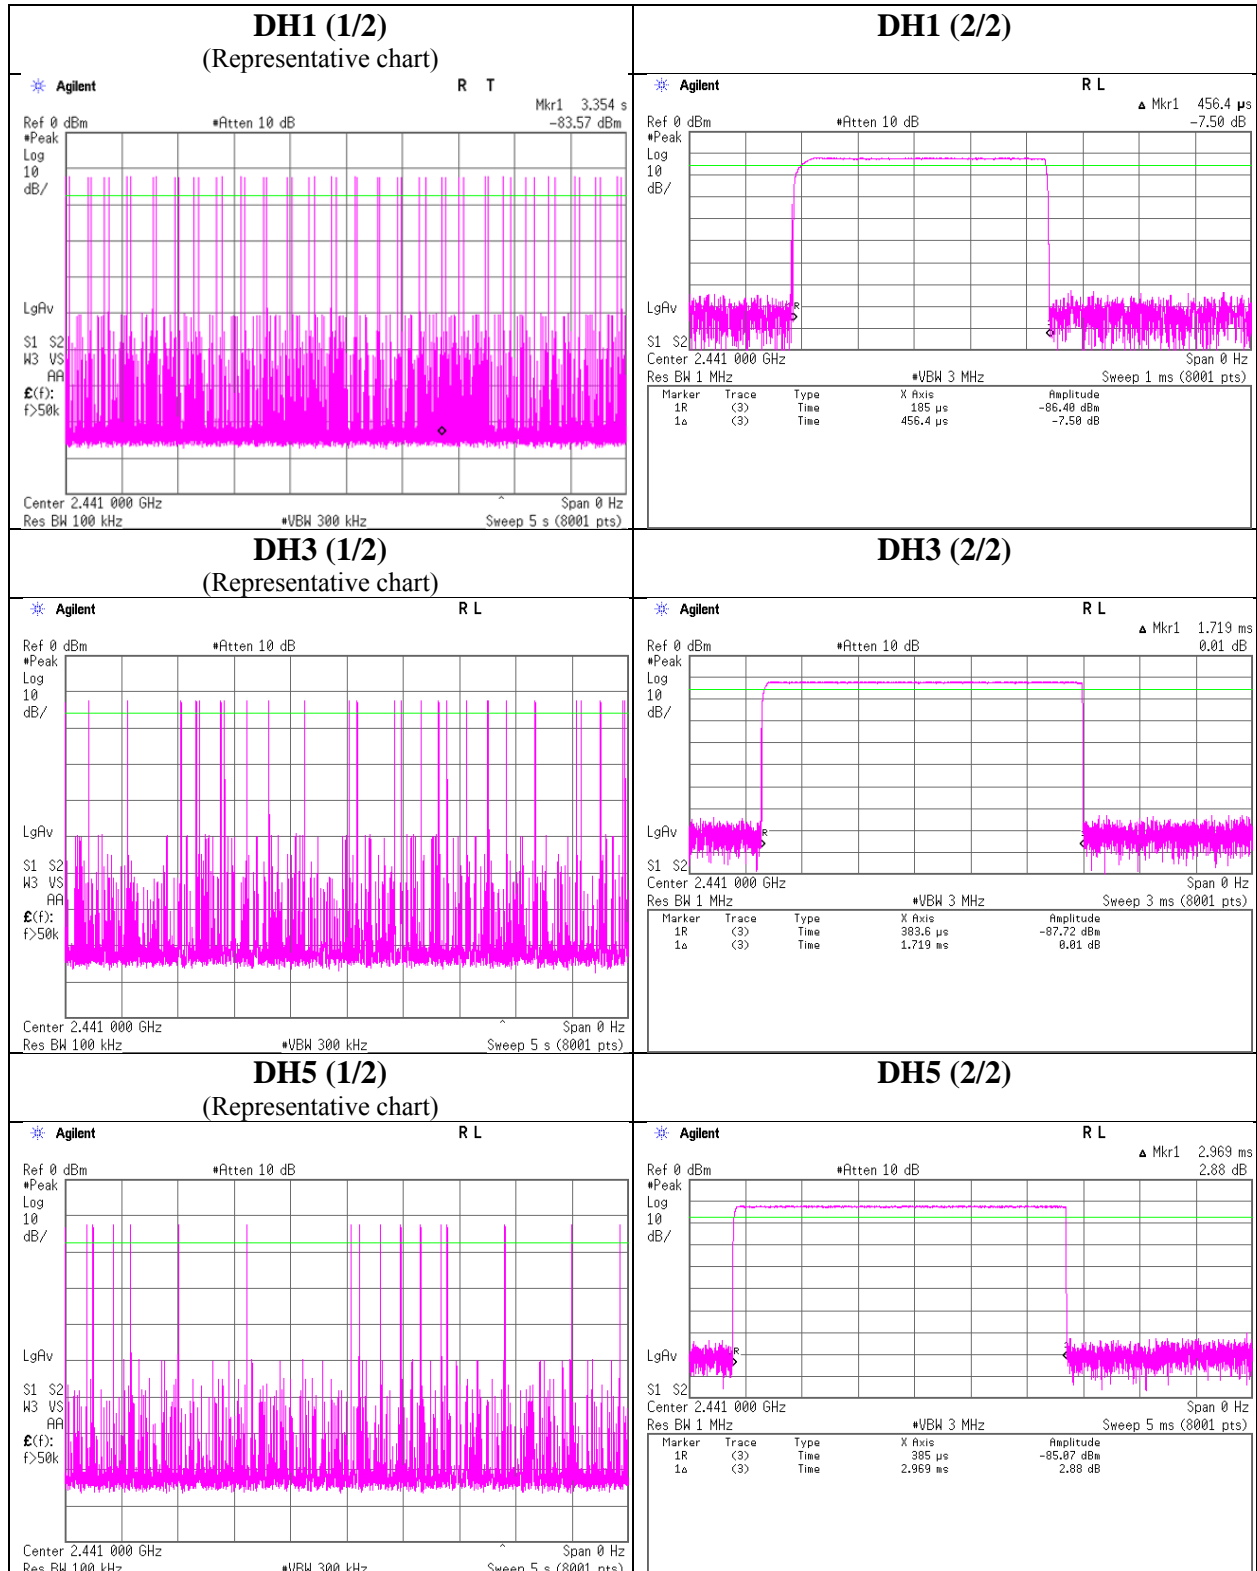 DH1 (1/2)
(Representative chart)
Agilent
R T
Mkr1 3.354 s
Ref 0 dBm #Atten 10 dB -83.57 dBm
#Peak
Log
10
dB/
LgAv
S1 S2
W3 VS
AA
£(f):
f>50k
Center 2.441 000 GHz Span 0 Hz
Res BW 100 kHz #VBW 300 kHz Sweep 5 s (8001 pts)
DH1 (2/2)
Agilent
R L
Δ Mkr1 456.4 µs
Ref 0 dBm #Atten 10 dB -7.50 dB
#Peak
Log
10
dB/
LgAv
R
S1 S2
Center 2.441 000 GHz Span 0 Hz
Res BW 1 MHz #VBW 3 MHz Sweep 1 ms (8001 pts)
Marker Trace Type X Axis Amplitude
1R (3) Time 185 µs -86.40 dBm
1Δ (3) Time 456.4 µs -7.50 dB
DH3 (1/2)
(Representative chart)
Agilent
R L
Ref 0 dBm #Atten 10 dB
#Peak
Log
10
dB/
LgAv
S1 S2
W3 VS
AA
£(f):
f>50k
Center 2.441 000 GHz Span 0 Hz
Res BW 100 kHz #VBW 300 kHz Sweep 5 s (8001 pts)
DH3 (2/2)
Agilent
R L
Δ Mkr1 1.719 ms
Ref 0 dBm #Atten 10 dB 0.01 dB
#Peak
Log
10
dB/
LgAv
R
S1 S2
Center 2.441 000 GHz Span 0 Hz
Res BW 1 MHz #VBW 3 MHz Sweep 3 ms (8001 pts)
Marker Trace Type X Axis Amplitude
1R (3) Time 383.6 µs -87.72 dBm
1Δ (3) Time 1.719 ms 0.01 dB
DH5 (1/2)
(Representative chart)
Agilent
R L
Ref 0 dBm #Atten 10 dB
#Peak
Log
10
dB/
LgAv
S1 S2
W3 VS
AA
£(f):
f>50k
Center 2.441 000 GHz Span 0 Hz
Res BW 100 kHz #VBW 300 kHz Sweep 5 s (8001 pts)
DH5 (2/2)
Agilent
R L
Δ Mkr1 2.969 ms
Ref 0 dBm #Atten 10 dB 2.88 dB
#Peak
Log
10
dB/
LgAv
R
S1 S2
Center 2.441 000 GHz Span 0 Hz
Res BW 1 MHz #VBW 3 MHz Sweep 5 ms (8001 pts)
Marker Trace Type X Axis Amplitude
1R (3) Time 385 µs -85.07 dBm
1Δ (3) Time 2.969 ms 2.88 dB